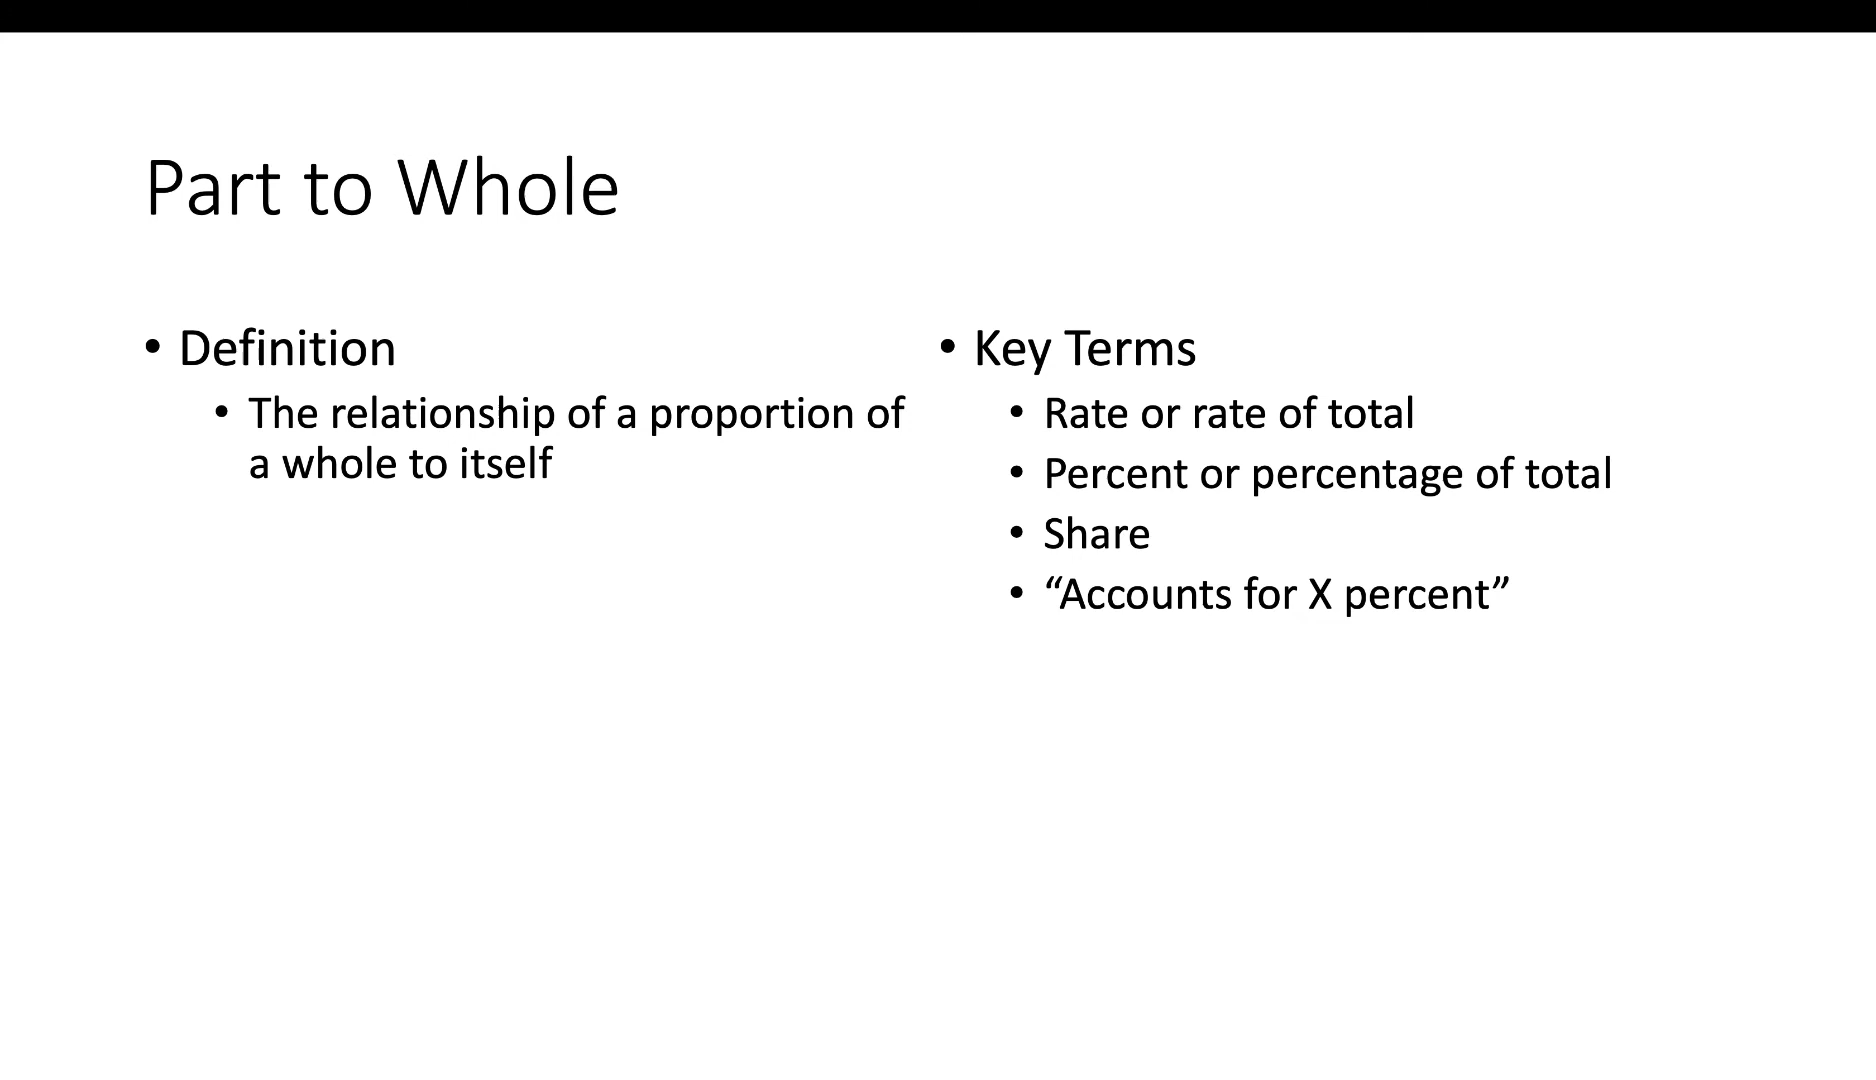 Part to Whole
• Definition
• The relationship of a proportion of
a whole to itself
• Key Terms
• Rate or rate of total
• Percent or percentage of total
• Share
• “Accounts for X percent”